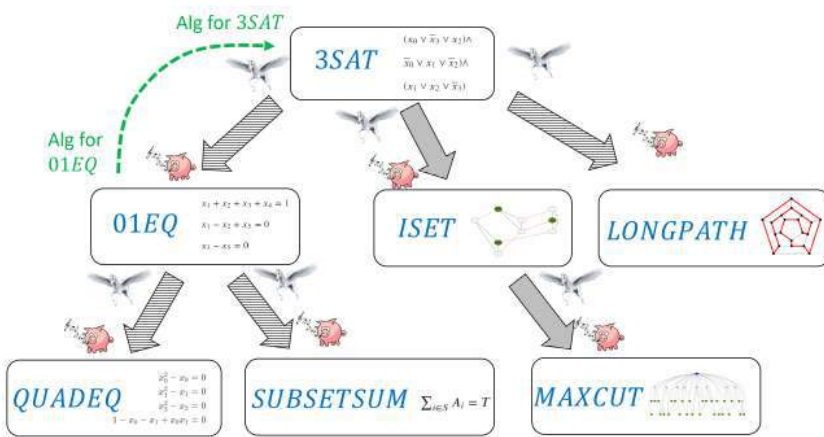 Alg for 3SAT
3SAT
(x₀ ∨ x̄₃ ∨ x₂)∧
x̄₀ ∨ x₁ ∨ x̄₂)∧
(x₁ ∨ x₂ ∨ x̄₃)
Alg for
01EQ
01EQ
x₁ + x₂ + x₃ + x₄ = 1
x₁ − x₂ + x₃ = 0
x₄ − x₃ = 0
ISET
LONGPATH
QUADEQ
x₀² − x₀ = 0
x₁² − x₁ = 0
x₂² − x₂ = 0
1 − x₀ − x₁ + x₀x₁ = 0
SUBSETSUM
∑ᵢ∈S Aᵢ = T
MAXCUT